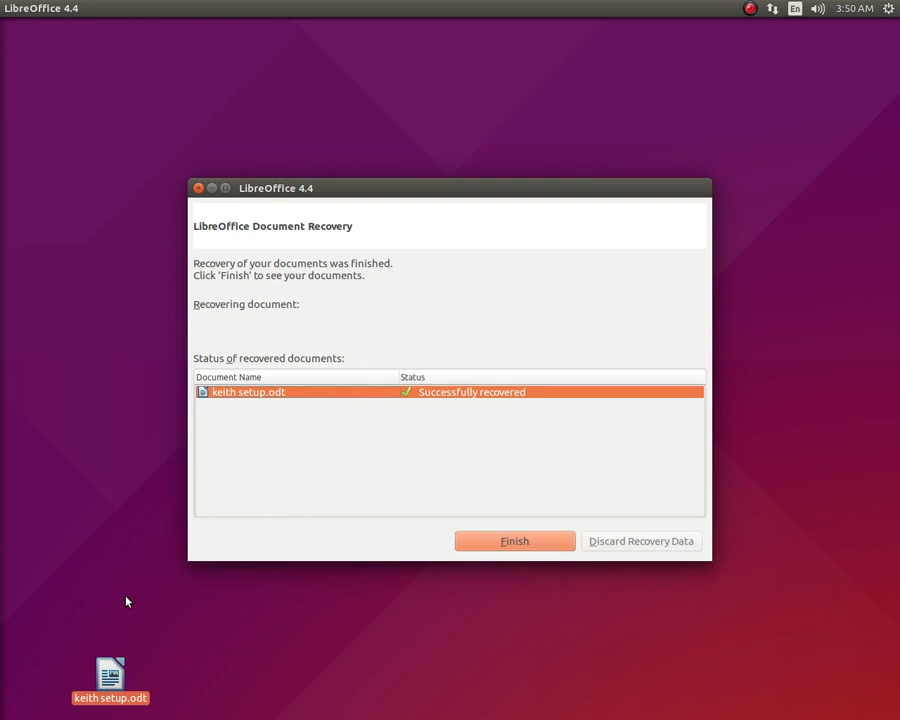 LibreOffice 4.4
En
3:50 AM
LibreOffice 4.4
LibreOffice Document Recovery
Recovery of your documents was finished.
Click 'Finish' to see your documents.
Recovering document:
Status of recovered documents:
Document Name Status
keith setup.odt Successfully recovered
Finish Discard Recovery Data
keith setup.odt